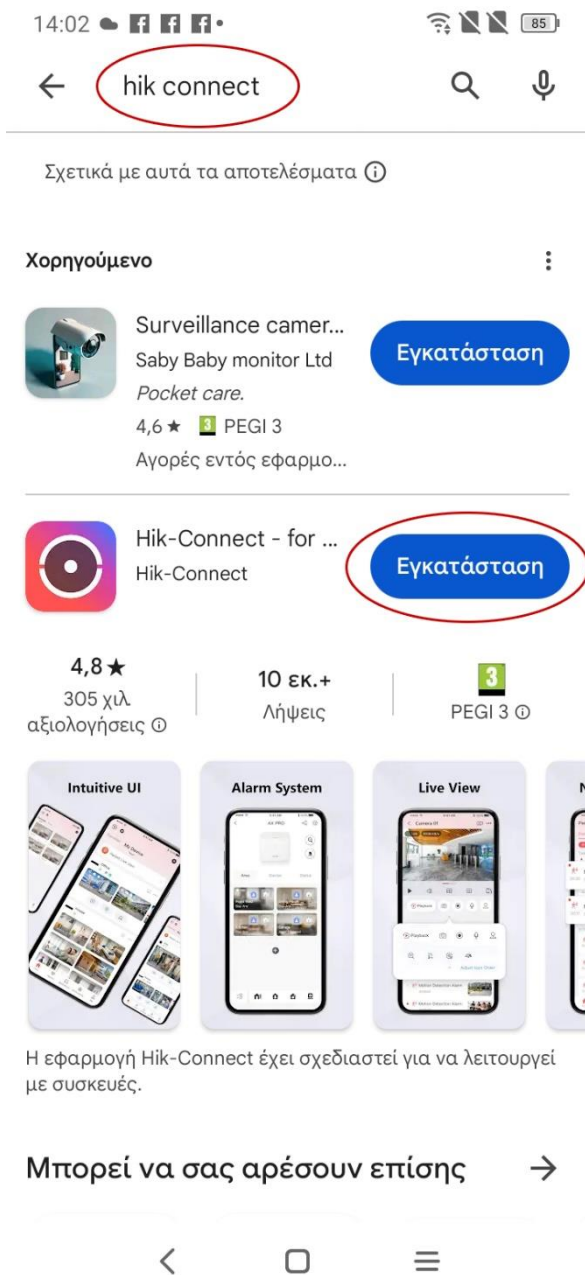 14:02
85
hik connect
Σχετικά με αυτά τα αποτελέσματα
Χορηγούμενο
Surveillance camer...
Saby Baby monitor Ltd
Pocket care.
4,6 ★ 3 PEGI 3
Αγορές εντός εφαρμο...
Εγκατάσταση
Hik-Connect - for ...
Hik-Connect
Εγκατάσταση
4,8 ★
305 χιλ.
αξιολογήσεις
10 εκ.+
Λήψεις
3
PEGI 3
Intuitive UI
Alarm System
Live View
Η εφαρμογή Hik-Connect έχει σχεδιαστεί για να λειτουργεί
με συσκευές.
Μπορεί να σας αρέσουν επίσης